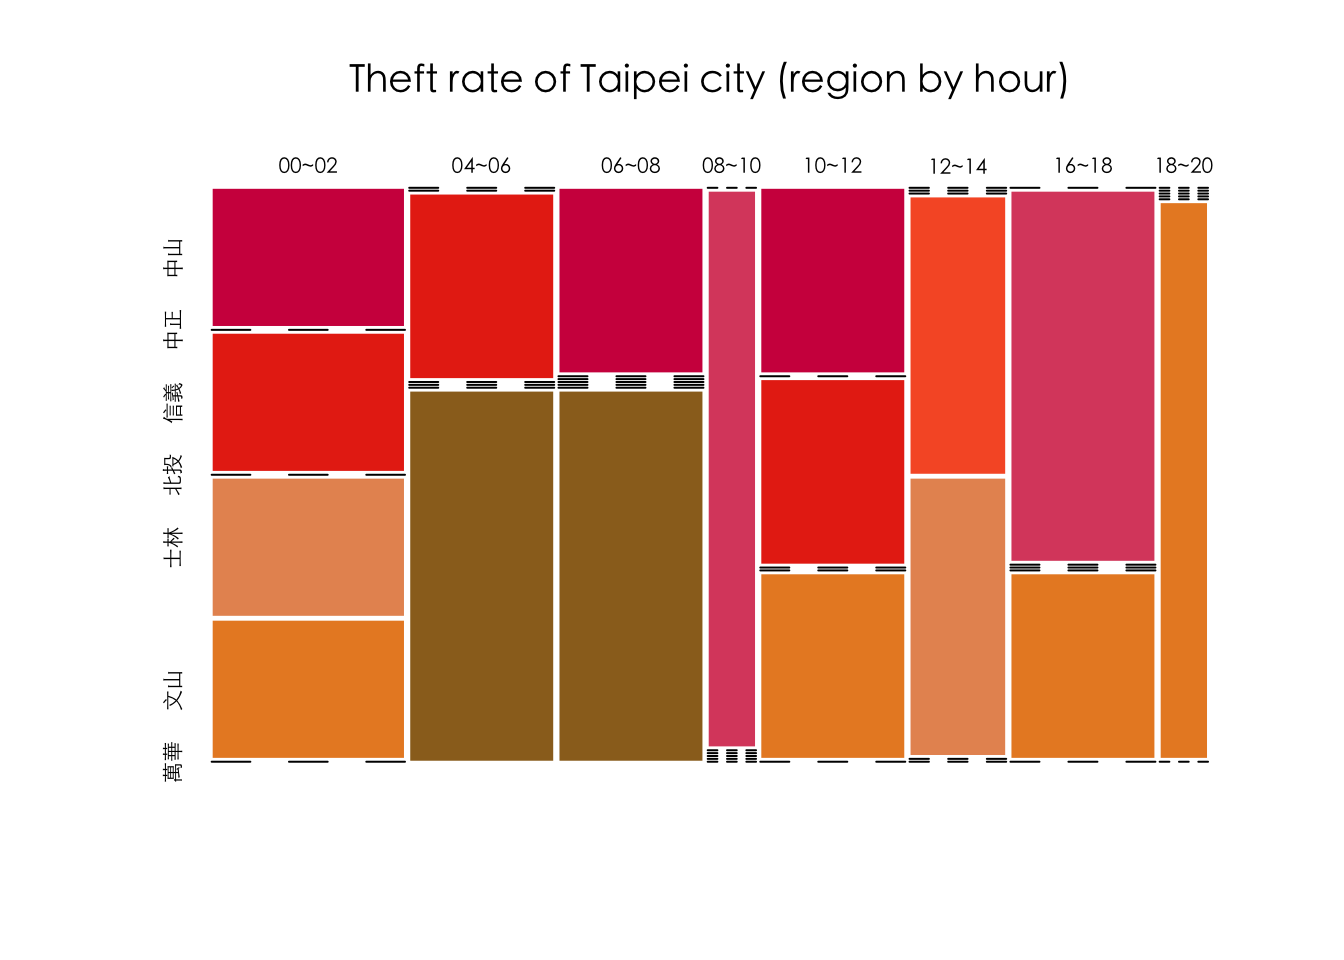 Theft rate of Taipei city (region by hour)
00~02 04~06 06~08 08~10 10~12 12~14 16~18 18~20
中山
中正
信義
北投
士林
文山
萬華